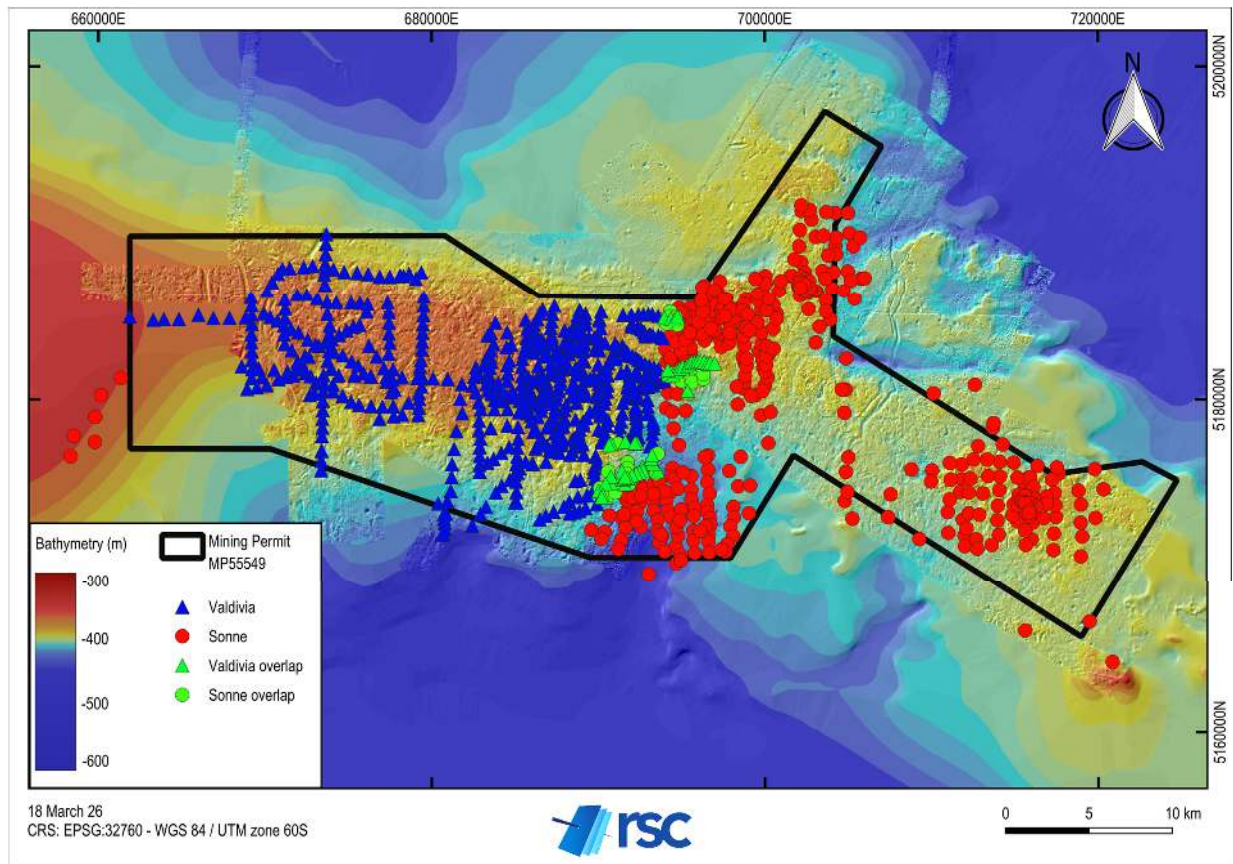 660000E
680000E
700000E
720000E
5200000N
N
5180000N
5160000N
Bathymetry (m)
Mining Permit
MP55549
-300
-400
-500
-600
Valdivia
Sonne
Valdivia overlap
Sonne overlap
18 March 26
CRS: EPSG:32760 - WGS 84 / UTM zone 60S
rsc
0 5 10 km